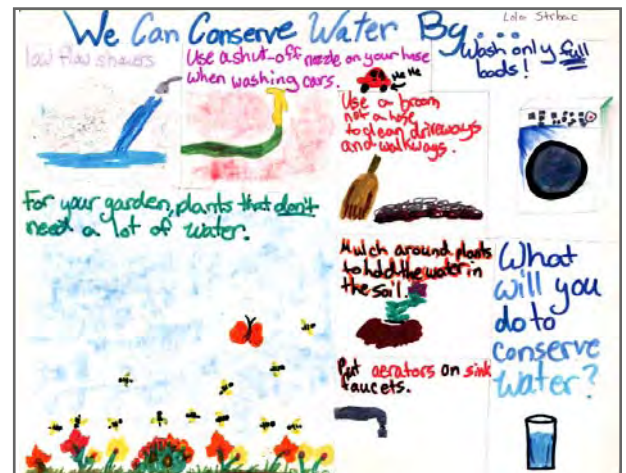 We Can Conserve Water By...
low flow showers
Use a shut-off nozzle on your hose
when washing cars.
Me Me
Wash only full
loads!
Use a broom
not a hose
to clean driveways
and walkways.
For your garden, plants that don't
need a lot of water.
Mulch around plants
to hold the water in
the soil.
Put aerators on sink
faucets.
What
will you
do to
conserve
water?